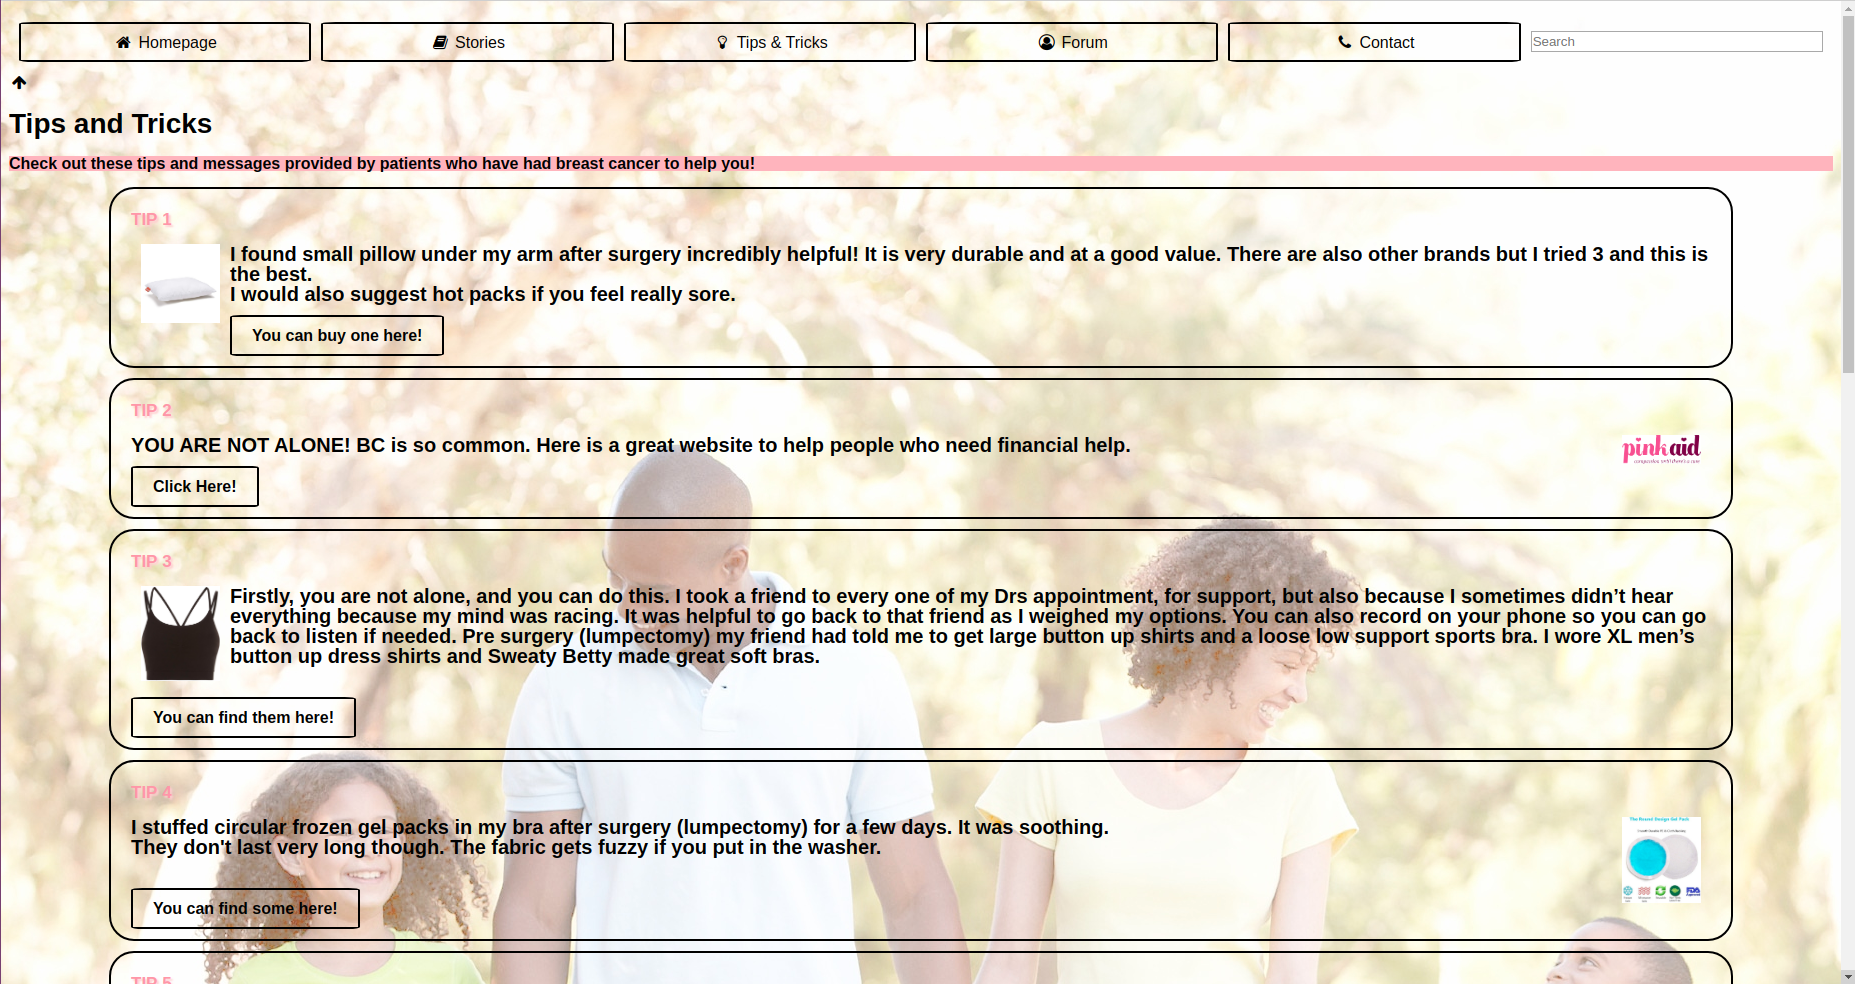 Homepage
Stories
Tips & Tricks
Forum
Contact
Search
Tips and Tricks
Check out these tips and messages provided by patients who have had breast cancer to help you!
TIP 1
I found small pillow under my arm after surgery incredibly helpful! It is very durable and at a good value. There are also other brands but I tried 3 and this is
the best.
I would also suggest hot packs if you feel really sore.
You can buy one here!
TIP 2
YOU ARE NOT ALONE! BC is so common. Here is a great website to help people who need financial help.
pink aid
Click Here!
TIP 3
Firstly, you are not alone, and you can do this. I took a friend to every one of my Drs appointment, for support, but also because I sometimes didn’t hear
everything because my mind was racing. It was helpful to go back to that friend as I weighed my options. You can also record on your phone so you can go
back to listen if needed. Pre surgery (lumpectomy) my friend had told me to get large button up shirts and a loose low support sports bra. I wore XL men’s
button up dress shirts and Sweaty Betty made great soft bras.
You can find them here!
TIP 4
I stuffed circular frozen gel packs in my bra after surgery (lumpectomy) for a few days. It was soothing.
They don't last very long though. The fabric gets fuzzy if you put in the washer.
You can find some here!
TIP 5